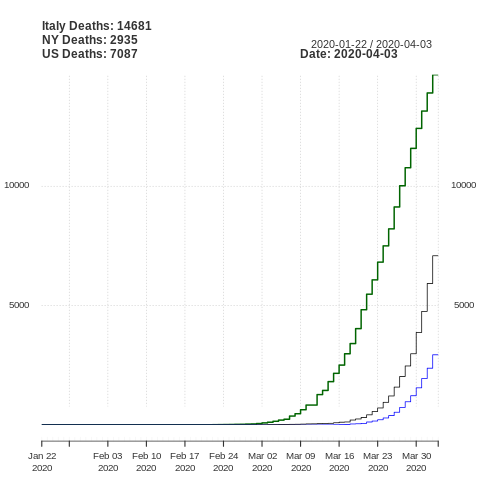 Italy Deaths: 14681
NY Deaths: 2935
2020-01-22 / 2020-04-03
US Deaths: 7087
Date: 2020-04-03
10000 10000
5000 5000
Jan 22 Feb 03 Feb 10 Feb 17 Feb 24 Mar 02 Mar 09 Mar 16 Mar 23 Mar 30
2020 2020 2020 2020 2020 2020 2020 2020 2020 2020